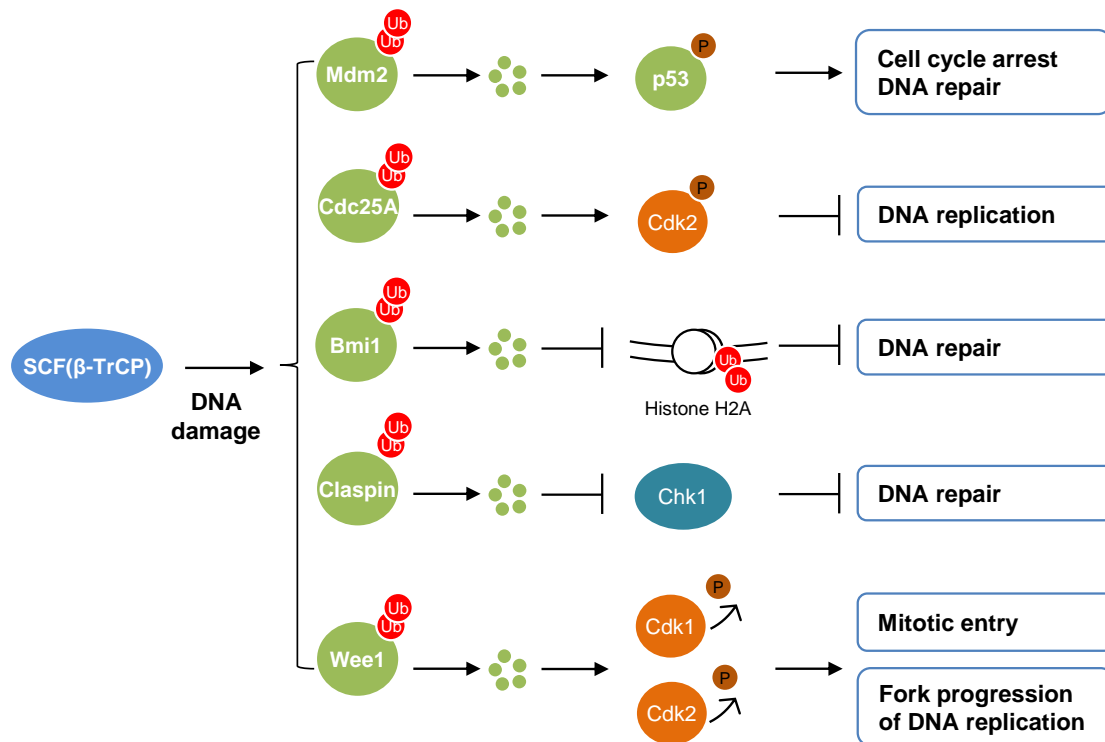 SCF(β-TrCP)
DNA
damage
Ub
Ub
Mdm2
P
p53
Cell cycle arrest
DNA repair
Ub
Ub
Cdc25A
P
Cdk2
DNA replication
Ub
Ub
Bmi1
Ub
Ub
Histone H2A
DNA repair
Ub
Ub
Claspin
Chk1
DNA repair
Ub
Ub
Wee1
P
Cdk1
P
Cdk2
Mitotic entry
Fork progression
of DNA replication